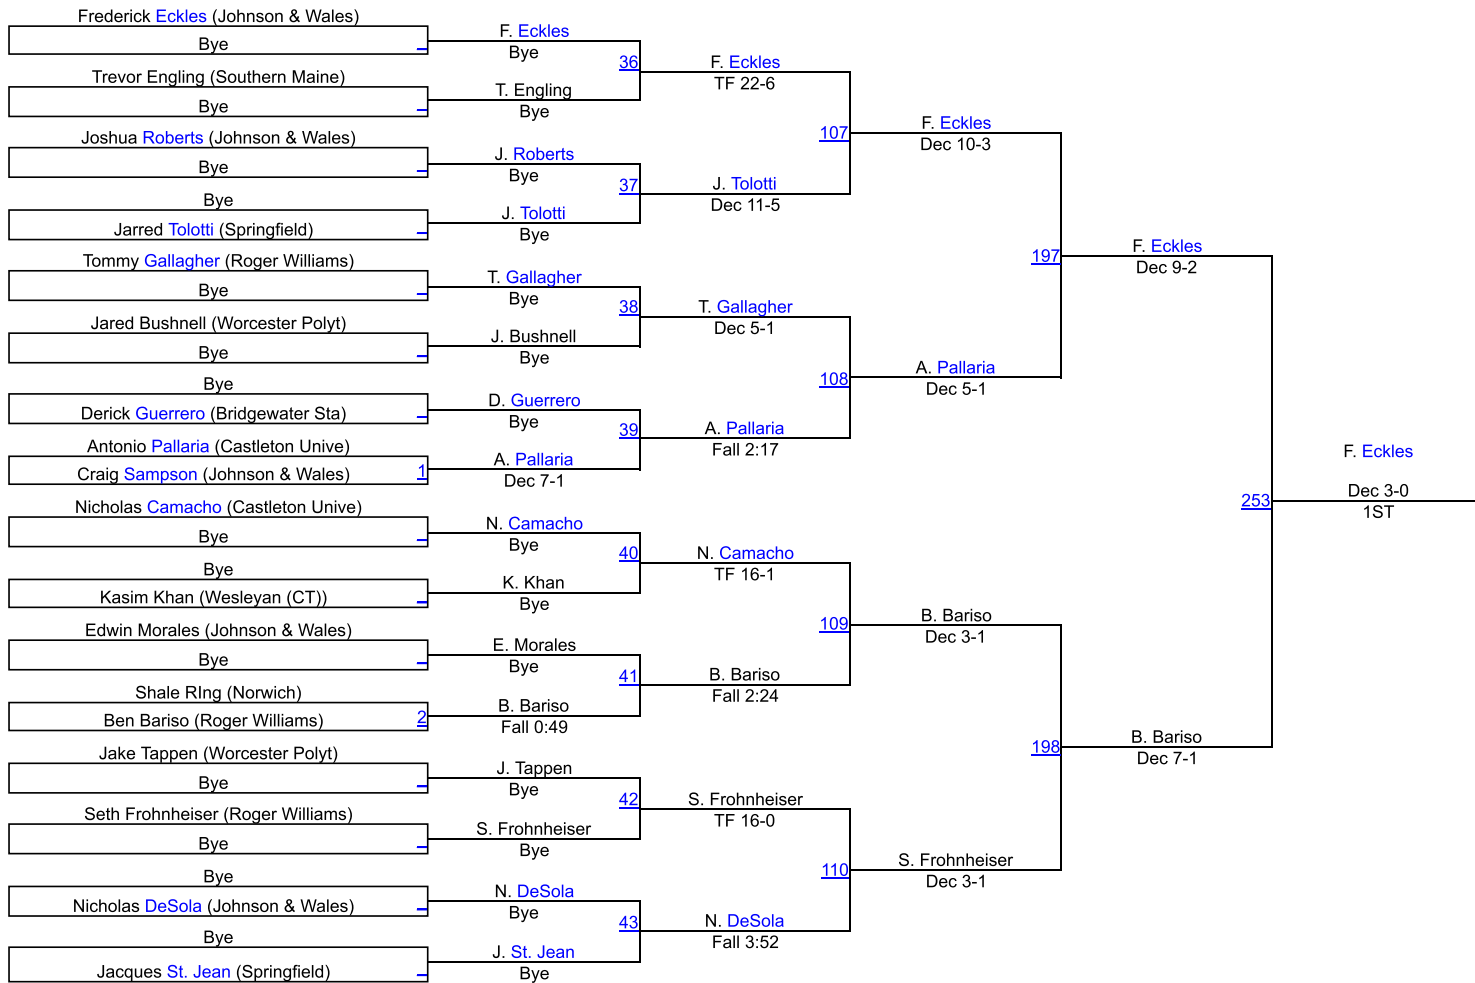 Frederick Eckles (Johnson & Wales)
Bye
Trevor Engling (Southern Maine)
Bye
Joshua Roberts (Johnson & Wales)
Bye
Bye
Jarred Tolotti (Springfield)
Tommy Gallagher (Roger Williams)
Bye
Jared Bushnell (Worcester Polyt)
Bye
Bye
Derick Guerrero (Bridgewater Sta)
Antonio Pallaria (Castleton Unive)
Craig Sampson (Johnson & Wales) 1
Nicholas Camacho (Castleton Unive)
Bye
Bye
Kasim Khan (Wesleyan (CT))
Edwin Morales (Johnson & Wales)
Bye
Shale RIng (Norwich)
Ben Bariso (Roger Williams) 2
Jake Tappen (Worcester Polyt)
Bye
Seth Frohnheiser (Roger Williams)
Bye
Bye
Nicholas DeSola (Johnson & Wales)
Bye
Jacques St. Jean (Springfield)
F. Eckles
Bye
36
T. Engling
Bye
J. Roberts
Bye
37
J. Tolotti
Bye
T. Gallagher
Bye
38
J. Bushnell
Bye
D. Guerrero
Bye
39
A. Pallaria
Dec 7-1
N. Camacho
Bye
40
K. Khan
Bye
E. Morales
Bye
41
B. Bariso
Fall 0:49
J. Tappen
Bye
42
S. Frohnheiser
Bye
N. DeSola
Bye
43
J. St. Jean
Bye
F. Eckles
TF 22-6
107
J. Tolotti
Dec 11-5
T. Gallagher
Dec 5-1
108
A. Pallaria
Fall 2:17
N. Camacho
TF 16-1
109
B. Bariso
Fall 2:24
S. Frohnheiser
TF 16-0
110
N. DeSola
Fall 3:52
F. Eckles
Dec 10-3
197
A. Pallaria
Dec 5-1
B. Bariso
Dec 3-1
198
S. Frohnheiser
Dec 3-1
F. Eckles
Dec 9-2
253
B. Bariso
Dec 7-1
F. Eckles
Dec 3-0
1ST